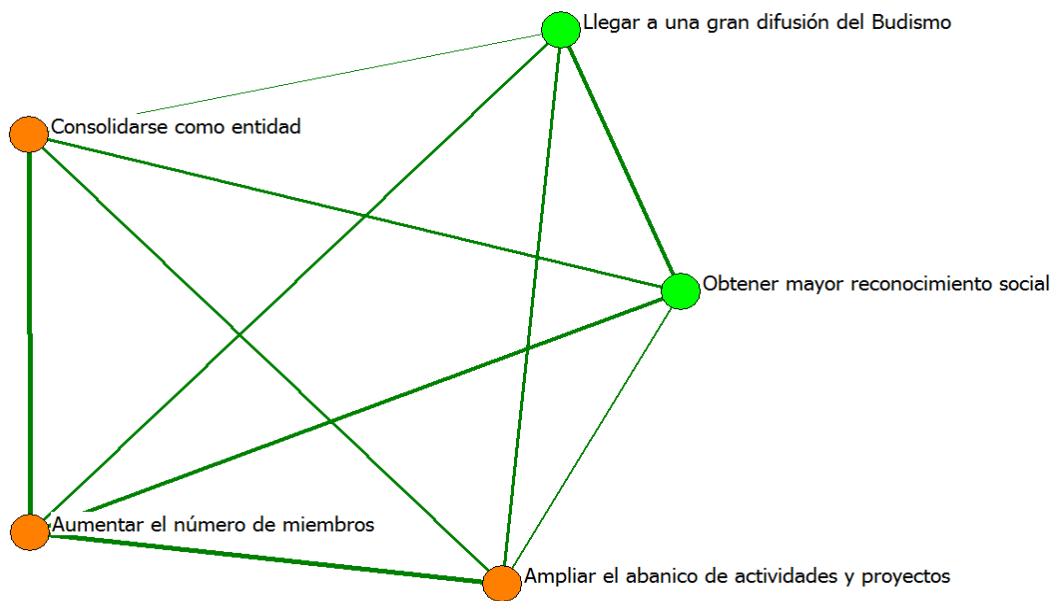 Llegar a una gran difusión del Budismo
Consolidarse como entidad
Obtener mayor reconocimiento social
Aumentar el número de miembros
Ampliar el abanico de actividades y proyectos